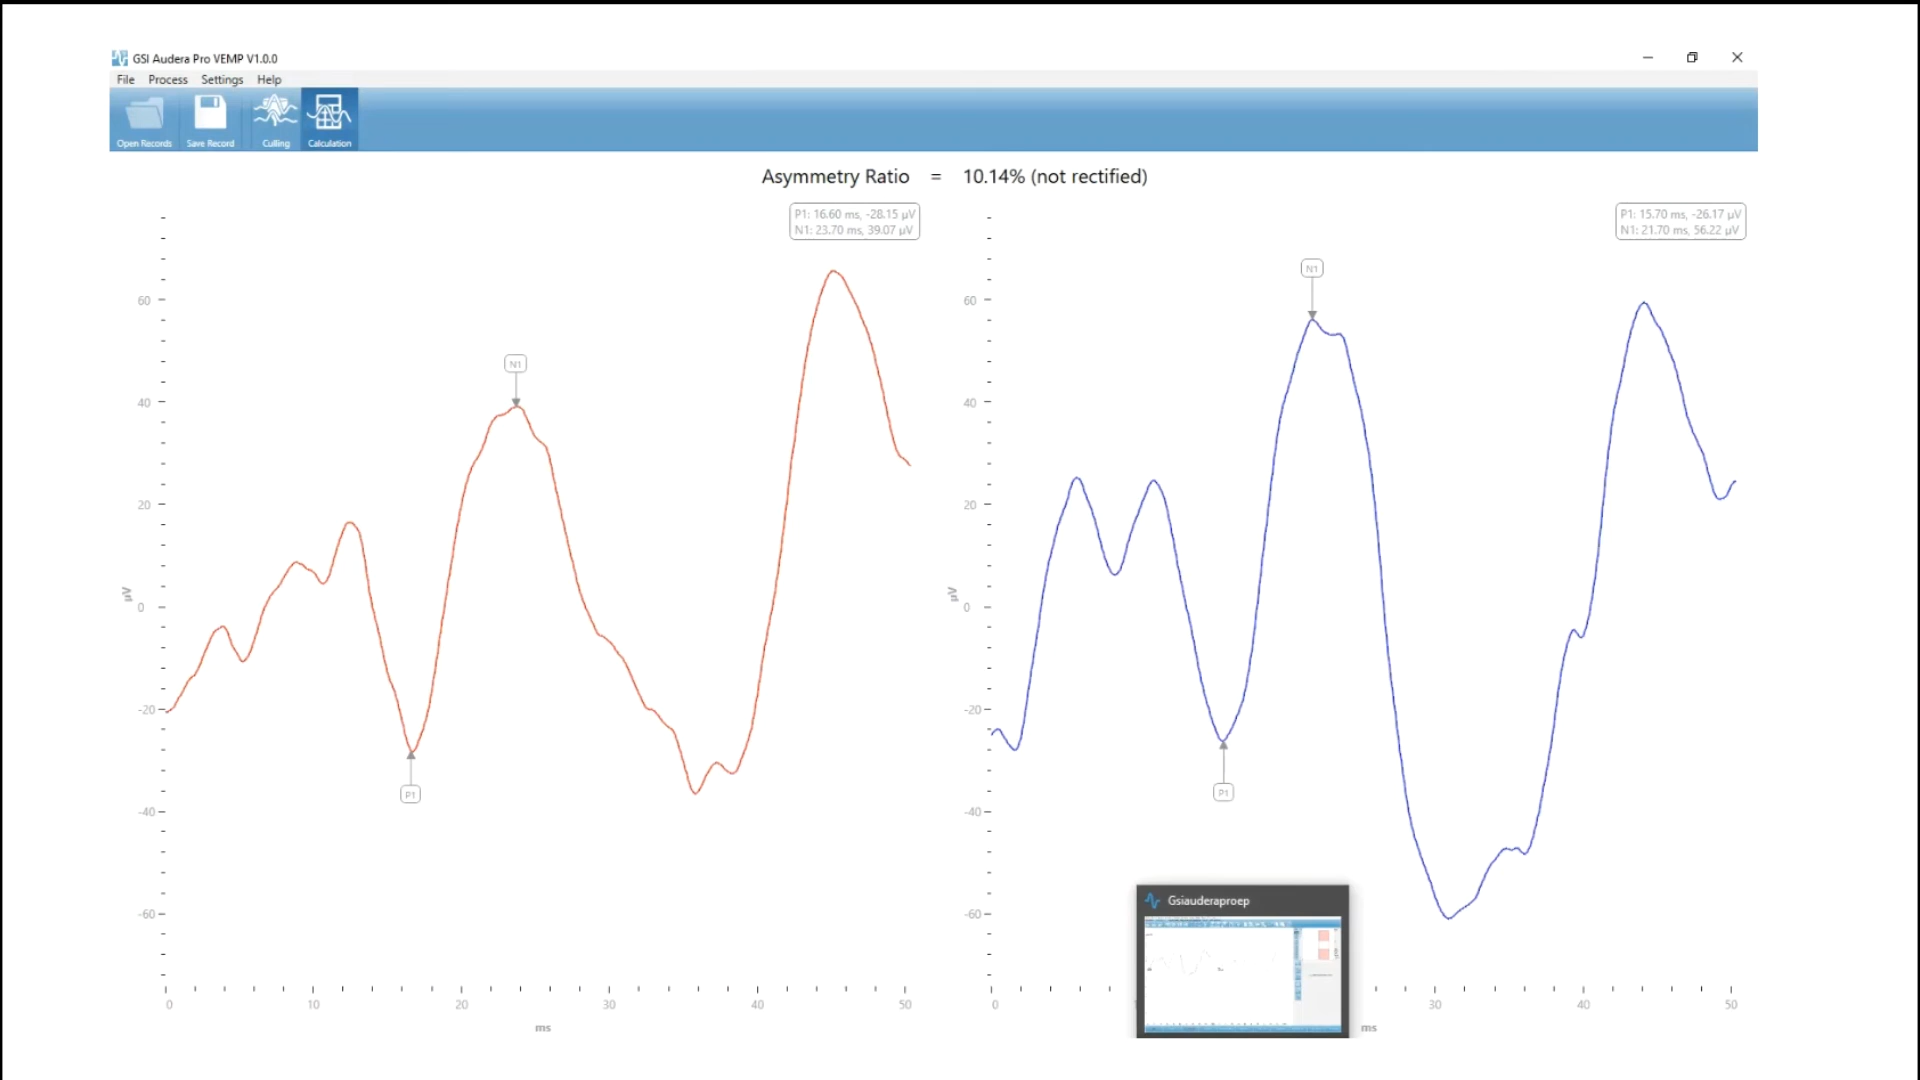 GSI Audera Pro VEMP V1.0.0
File Process Settings Help
Open Records Save Record Culling Calculation
Asymmetry Ratio = 10.14% (not rectified)
P1: 16.60 ms, -28.15 µV
N1: 23.70 ms, 39.07 µV
P1: 15.70 ms, -26.17 µV
N1: 21.70 ms, 56.22 µV
N1
N1
60
40
20
0
-20
-40
-60
µV
60
40
20
0
-20
-40
-60
µV
P1
P1
Gsiauderaproep
0 10 20 30 40 50
ms
0 30 40 50
ms